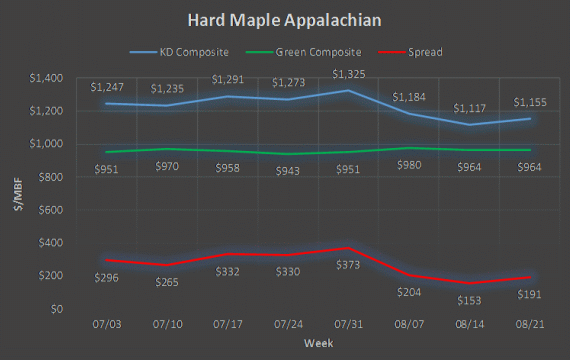 Hard Maple Appalachian
KD Composite Green Composite Spread
$1,400
$1,200
$1,000
$800
$600
$400
$200
$0
$/MBF
$1,247 $1,235 $1,291 $1,273 $1,325 $1,184 $1,117 $1,155
$951 $970 $958 $943 $951 $980 $964 $964
$296 $265 $332 $330 $373 $204 $153 $191
07/03 07/10 07/17 07/24 07/31 08/07 08/14 08/21
Week